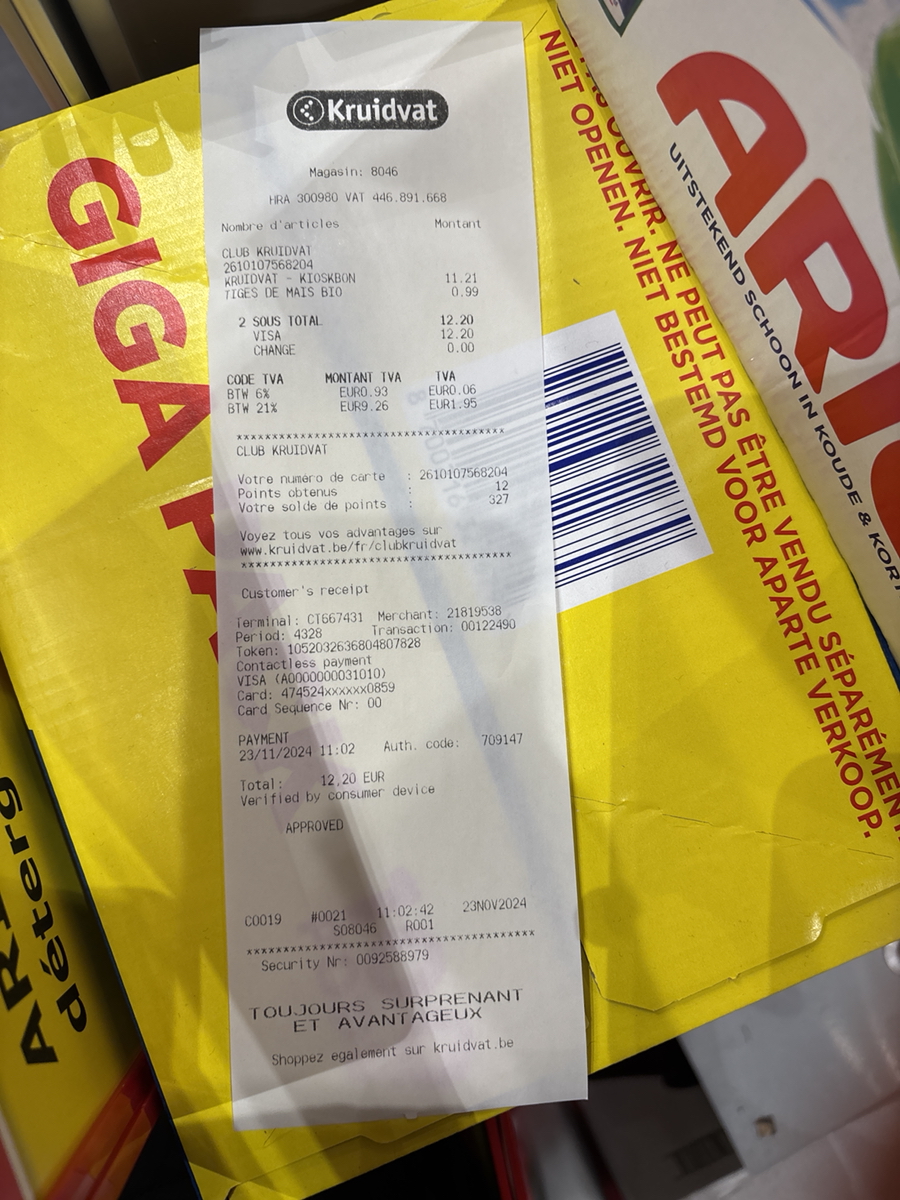 Kruidvat
Magasin: 8046
HRA 300980 VAT 446.891.668
Nombre d'articles Montant
CLUB KRUIDVAT
2610107568204
KRUIDVAT - KIOSKBON 11.21
TIGES DE MAIS BIO 0.99
2 SOUS TOTAL 12.20
VISA 12.20
CHANGE 0.00
CODE TVA MONTANT TVA TVA
BTW 6% EUR0.93 EUR0.06
BTW 21% EUR9.26 EUR1.95
CLUB KRUIDVAT
Votre numéro de carte : 2610107568204
Points obtenus : 12
Votre solde de points : 327
Voyez tous vos advantages sur
www.kruidvat.be/fr/clubkruidvat
Customer's receipt
Terminal: CT667431 Merchant: 21819538
Period: 4328 Transaction: 00122490
Token: 1052032636804807828
Contactless payment
VISA (A0000000031010)
Card: 474524xxxxxx0859
Card Sequence Nr: 00
PAYMENT
23/11/2024 11:02 Auth. code: 709147
Total: 12,20 EUR
Verified by consumer device
APPROVED
C0019 #0021 11:02:42 23NOV2024
S08046 R001
Security Nr: 0092588979
TOUJOURS SURPRENANT
ET AVANTAGEUX
Shoppez egalement sur kruidvat.be
GIGA PA
OUVRIR. NE PEUT PAS ÊTRE VENDU SÉPARÉMEN
NIET OPENEN. NIET BESTEMD VOOR APARTE VERKOOP.
ARI
UITSTEKEND SCHOON IN KOUDE & KOR
ARI
déterg